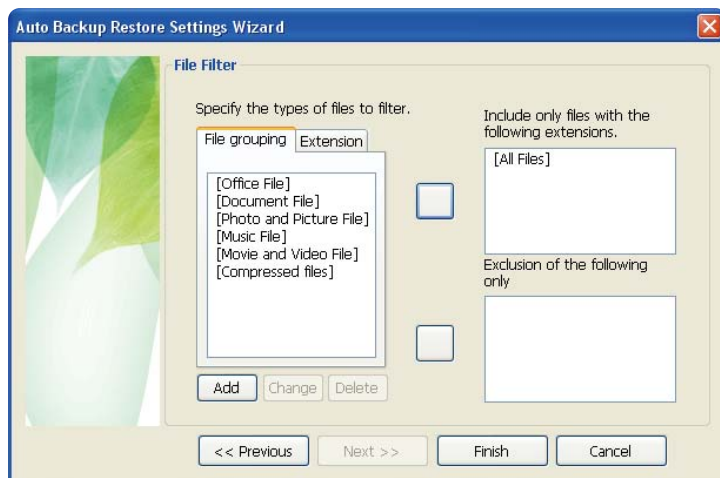 Auto Backup Restore Settings Wizard
File Filter
Specify the types of files to filter.
File grouping
Extension
[Office File]
[Document File]
[Photo and Picture File]
[Music File]
[Movie and Video File]
[Compressed files]
Add
Change
Delete
Include only files with the
following extensions.
[All Files]
Exclusion of the following
only
<< Previous
Next >>
Finish
Cancel